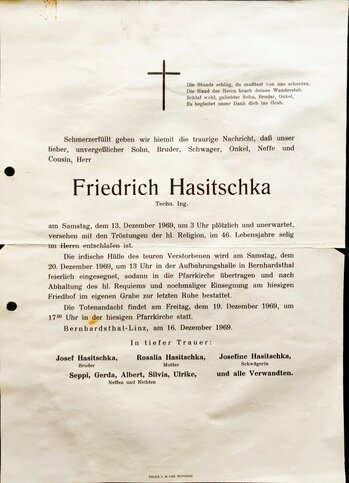 Die Stunde schlug, du mußtest von uns scheiden,
Die Hand des Herrn brach deinen Wanderstab.
Schlaf wohl, geliebter Sohn, Bruder, Onkel,
Es begleitet unser Dank dich ins Grab.
Schmerzerfüllt geben wir hiemit die traurige Nachricht, daß unser
lieber, unvergeßlicher Sohn, Bruder, Schwager, Onkel, Neffe und
Cousin, Herr
Friedrich Hasitschka
Techn. Ing.
am Samstag, dem 13. Dezember 1969, um 3 Uhr plötzlich und unerwartet,
versehen mit den Tröstungen der hl. Religion, im 46. Lebensjahre selig
im Herrn entschlafen ist.
Die irdische Hülle des teuren Verstorbenen wird am Samstag, dem
20. Dezember 1969, um 13 Uhr in der Aufbahrungshalle in Bernhardsthal
feierlich eingesegnet, sodann in die Pfarrkirche übertragen und nach
Abhaltung des hl. Requiems und nochmaliger Einsegnung am hiesigen
Friedhof im eigenen Grabe zur letzten Ruhe bestattet.
Die Totenandacht findet am Freitag, dem 19. Dezember 1969, um
17³⁰ Uhr in der hiesigen Pfarrkirche statt.
Bernhardsthal-Linz, am 16. Dezember 1969.
In tiefer Trauer:
Josef Hasitschka, Rosalia Hasitschka, Josefine Hasitschka,
Bruder Mutter Schwägerin
Seppi, Gerda, Albert, Silvia, Ulrike, und alle Verwandten.
Neffen und Nichten